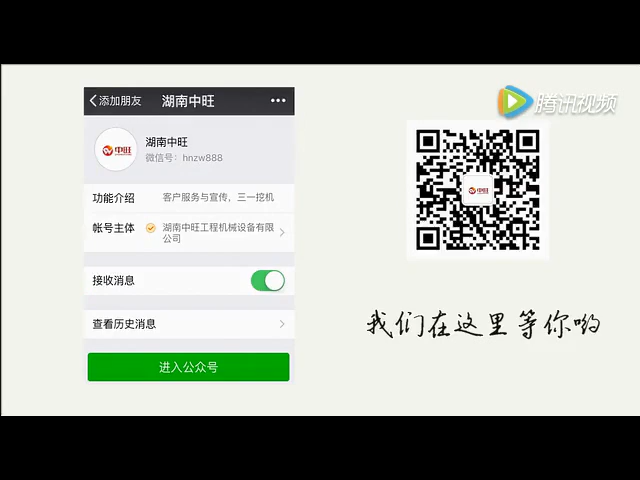 添加朋友
湖南中旺
腾讯视频
中旺
湖南中旺
微信号：hnzw888
功能介绍
客户服务与宣传，三一挖机
帐号主体
湖南中旺工程机械设备有限
公司
接收消息
查看历史消息
进入公众号
中旺
我们在这里等你哟